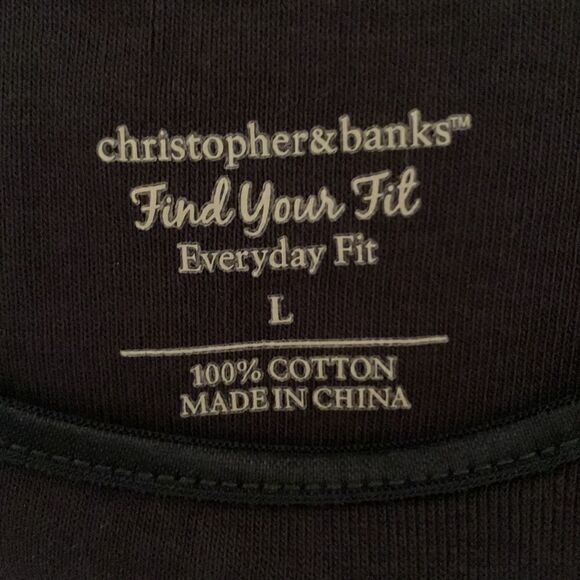 christopher&banks™
Find Your Fit
Everyday Fit
L
100% COTTON
MADE IN CHINA